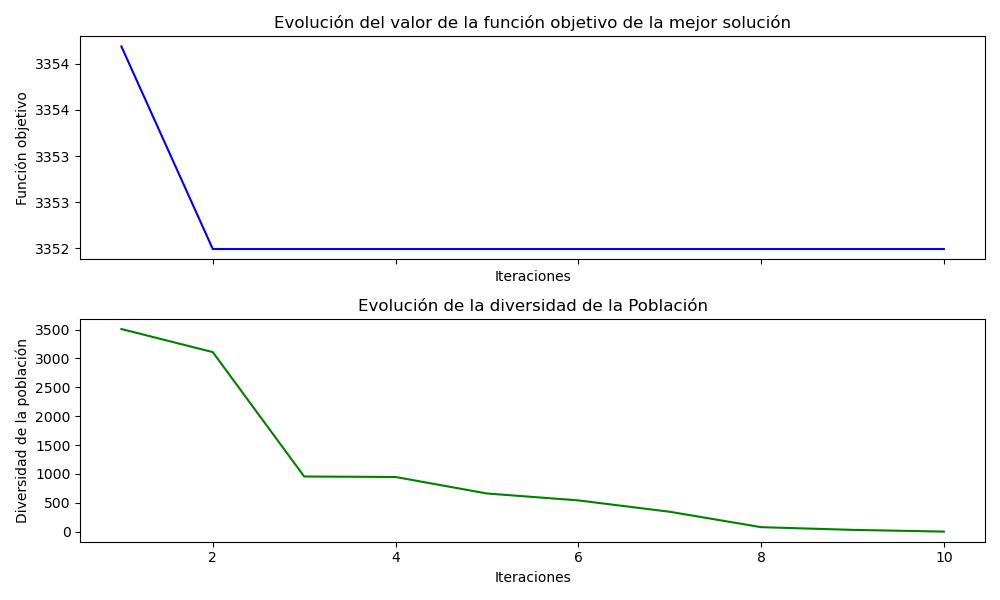 Evolución del valor de la función objetivo de la mejor solución
3354
3354
3353
3353
3352
Función objetivo
Iteraciones
Evolución de la diversidad de la Población
3500
3000
2500
2000
1500
1000
500
0
Diversidad de la población
2 4 6 8 10
Iteraciones